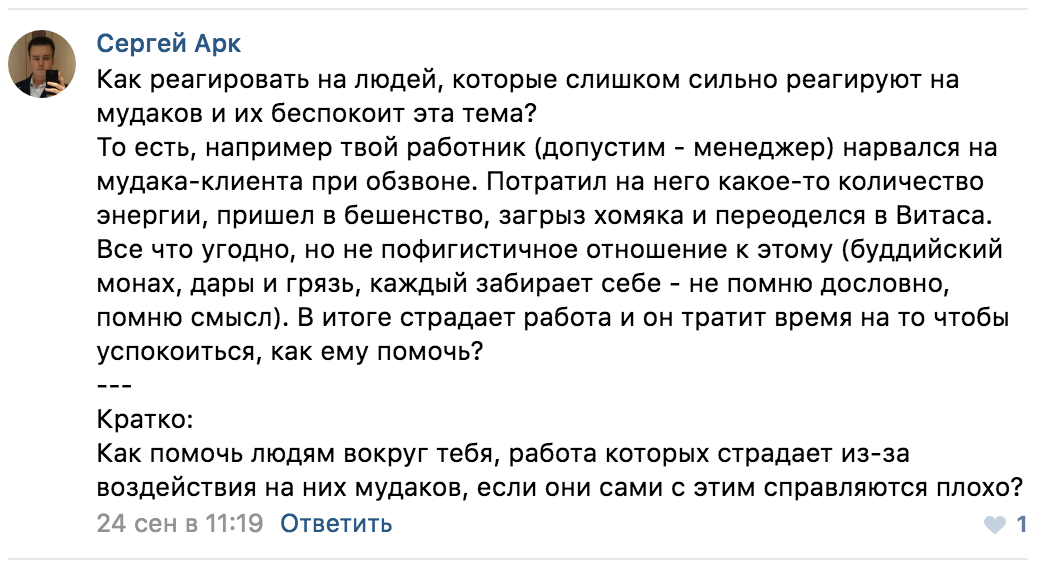 Сергей Арк
Как реагировать на людей, которые слишком сильно реагируют на
мудаков и их беспокоит эта тема?
То есть, например твой работник (допустим - менеджер) нарвался на
мудака-клиента при обзвоне. Потратил на него какое-то количество
энергии, пришел в бешенство, загрыз хомяка и переоделся в Витаса.
Все что угодно, но не пофигистичное отношение к этому (буддийский
монах, дары и грязь, каждый забирает себе - не помню дословно,
помню смысл). В итоге страдает работа и он тратит время на то чтобы
успокоиться, как ему помочь?
---
Кратко:
Как помочь людям вокруг тебя, работа которых страдает из-за
воздействия на них мудаков, если они сами с этим справляются плохо?
24 сен в 11:19 Ответить 1